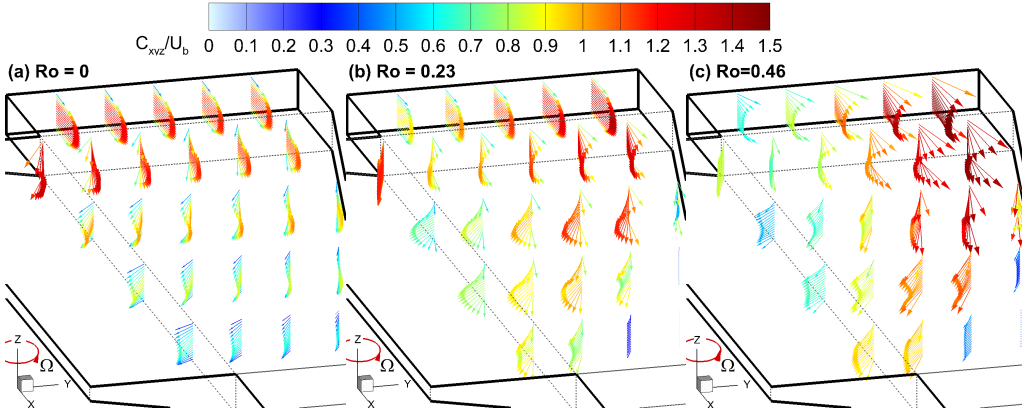 C_xyz/U_b
0 0.1 0.2 0.3 0.4 0.5 0.6 0.7 0.8 0.9 1 1.1 1.2 1.3 1.4 1.5
(a) Ro = 0
(b) Ro = 0.23
(c) Ro=0.46
Z
Ω
Y
X
Z
Ω
Y
X
Z
Ω
Y
X